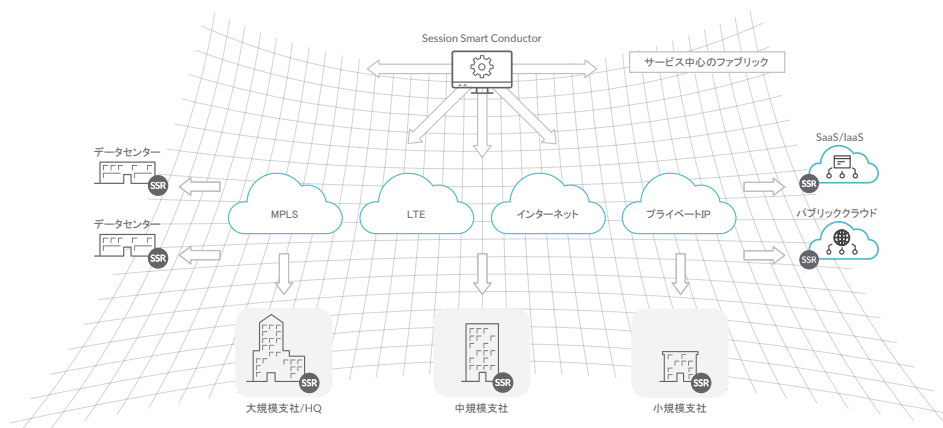 Session Smart Conductor
サービス中心のファブリック
データセンター
SSR
SaaS/IaaS
SSR
MPLS
LTE
インターネット
プライベートIP
データセンター
SSR
パブリッククラウド
SSR
SSR
SSR
SSR
大規模支社/HQ
中規模支社
小規模支社